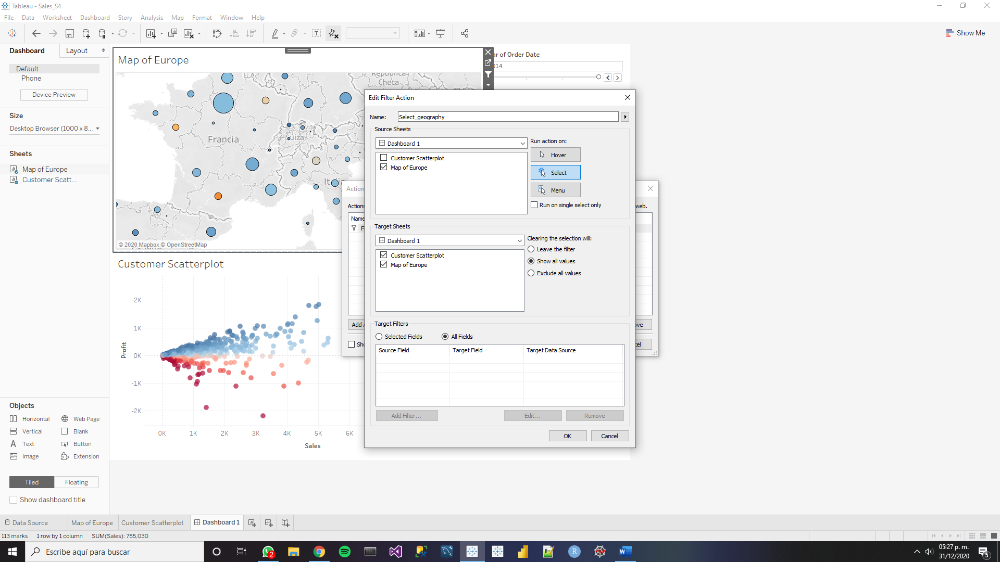 Tableau - Sales_S4
File Data Worksheet Dashboard Story Analysis Map Format Window Help
Show Me
Dashboard Layout
Default
Phone
Device Preview
Size
Desktop Browser (1000 x 8...
Sheets
Map of Europe
Customer Scatt...
Objects
Horizontal Web Page
Vertical Blank
Text Button
Image Extension
Tiled Floating
Show dashboard title
Map of Europe
República
Checa
Francia
Suiza
© 2020 Mapbox © OpenStreetMap
ar of Order Date
014
Customer Scatterplot
2K
1K
0K
-1K
-2K
Profit
0K 1K 2K 3K 4K 5K 6K
Sales
Action
Actions
web.
Name
F
Add A
ove
Sho
cel
Edit Filter Action
Name: Select_geography
Source Sheets
Dashboard 1
Customer Scatterplot
Map of Europe
Run action on:
Hover
Select
Menu
Run on single select only
Target Sheets
Dashboard 1
Customer Scatterplot
Map of Europe
Clearing the selection will:
Leave the filter
Show all values
Exclude all values
Target Filters
Selected Fields All Fields
Source Field Target Field Target Data Source
Add Filter... Edit... Remove
OK Cancel
Data Source Map of Europe Customer Scatterplot Dashboard 1
113 marks 1 row by 1 column SUM(Sales): 755,030
Escribe aquí para buscar
2
R
05:27 p. m.
31/12/2020
5